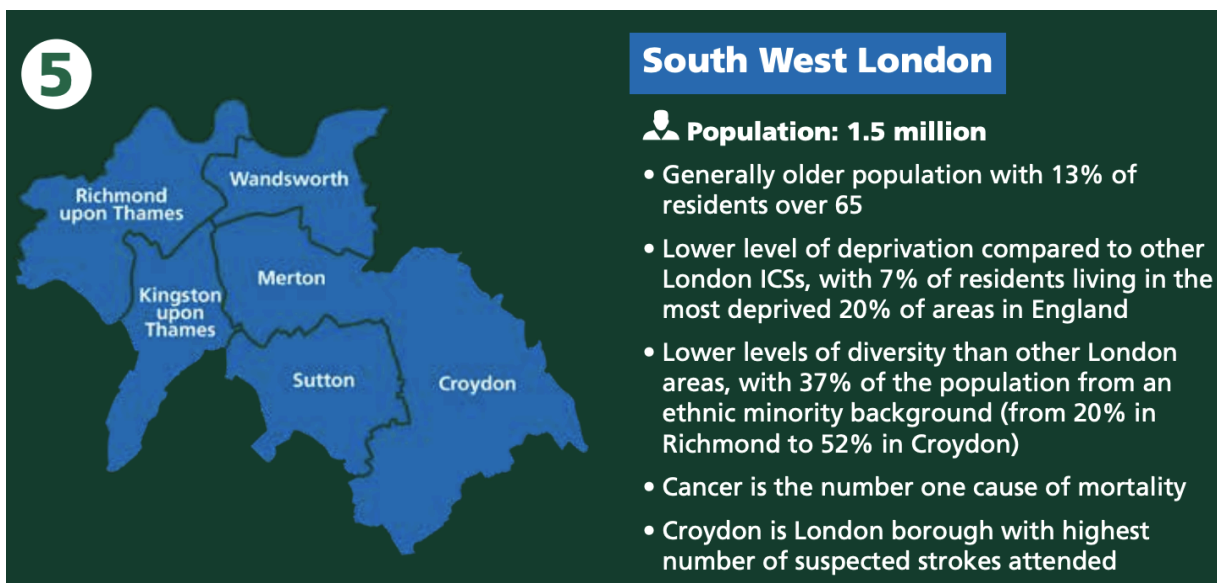 5
South West London
Population: 1.5 million
• Generally older population with 13% of
residents over 65
• Lower level of deprivation compared to other
London ICSs, with 7% of residents living in the
most deprived 20% of areas in England
• Lower levels of diversity than other London
areas, with 37% of the population from an
ethnic minority background (from 20% in
Richmond to 52% in Croydon)
• Cancer is the number one cause of mortality
• Croydon is London borough with highest
number of suspected strokes attended
Richmond
upon Thames
Wandsworth
Kingston
upon
Thames
Merton
Sutton
Croydon